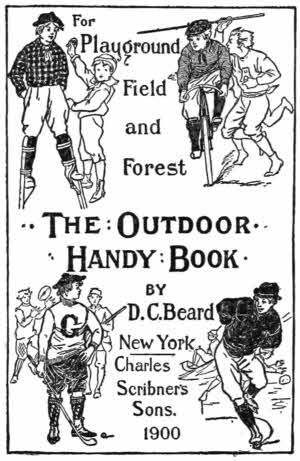 For
Playground
Field
and
Forest
THE : OUTDOOR
HANDY : BOOK
BY
D. C. Beard
New York
Charles
Scribner's
Sons.
1900
G